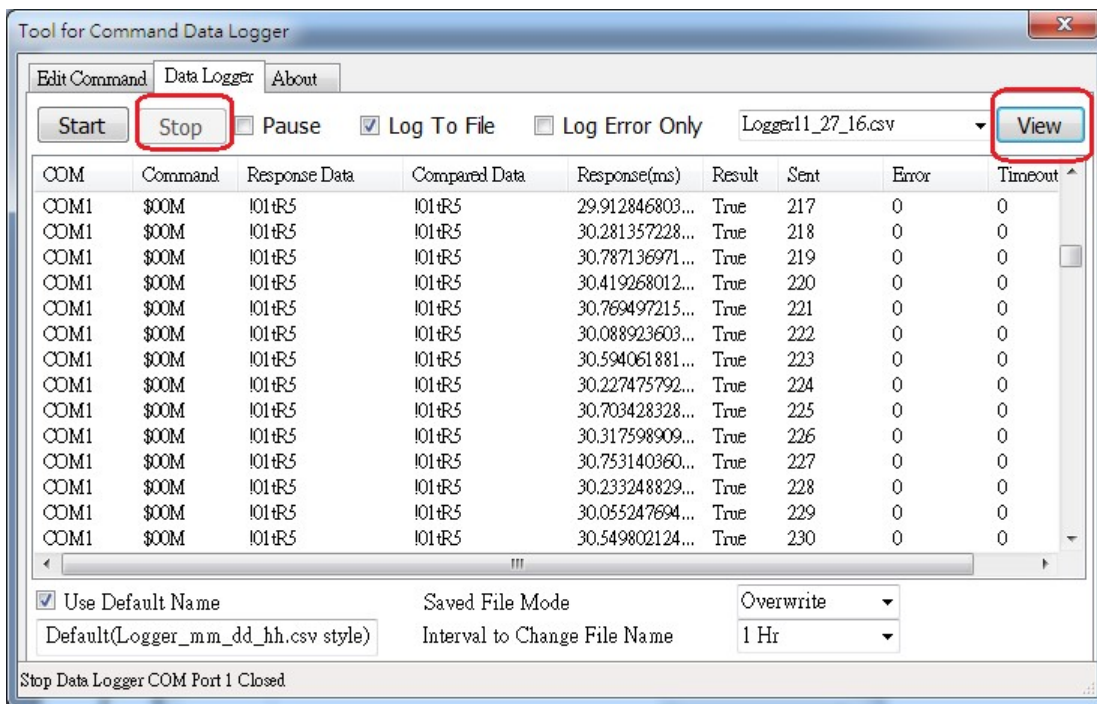 Tool for Command Data Logger
Edit Command Data Logger About
Start Stop Pause Log To File Log Error Only Logger11_27_16.csv View
COM Command Response Data Compared Data Response(ms) Result Sent Error Timeout
COM1 $00M !01tR5 !01tR5 29.912846803... True 217 0 0
COM1 $00M !01tR5 !01tR5 30.281357228... True 218 0 0
COM1 $00M !01tR5 !01tR5 30.787136971... True 219 0 0
COM1 $00M !01tR5 !01tR5 30.419268012... True 220 0 0
COM1 $00M !01tR5 !01tR5 30.769497215... True 221 0 0
COM1 $00M !01tR5 !01tR5 30.088923603... True 222 0 0
COM1 $00M !01tR5 !01tR5 30.594061881... True 223 0 0
COM1 $00M !01tR5 !01tR5 30.227475792... True 224 0 0
COM1 $00M !01tR5 !01tR5 30.703428328... True 225 0 0
COM1 $00M !01tR5 !01tR5 30.317598909... True 226 0 0
COM1 $00M !01tR5 !01tR5 30.753140360... True 227 0 0
COM1 $00M !01tR5 !01tR5 30.233248829... True 228 0 0
COM1 $00M !01tR5 !01tR5 30.055247694... True 229 0 0
COM1 $00M !01tR5 !01tR5 30.549802124... True 230 0 0
Use Default Name Saved File Mode Overwrite
Default(Logger_mm_dd_hh.csv style) Interval to Change File Name 1 Hr
Stop Data Logger COM Port 1 Closed